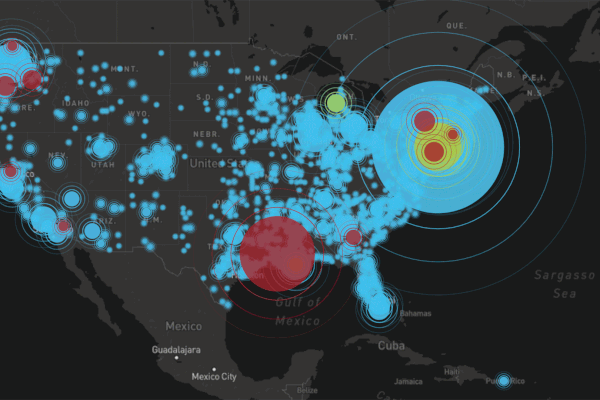 QUE.
ONT.
N.B.
P.E.I.
N.S.
MONT.
N.D.
MINN.
IDAHO
S.D.
WYO.
NEBR.
NEV.
UTAH
United S
Gulf of
Mexico
Sargasso
Sea
Bahamas
Mexico
Guadalajara
Mexico City
Cuba
Haiti
Jamaica
Puerto Rico
Belize